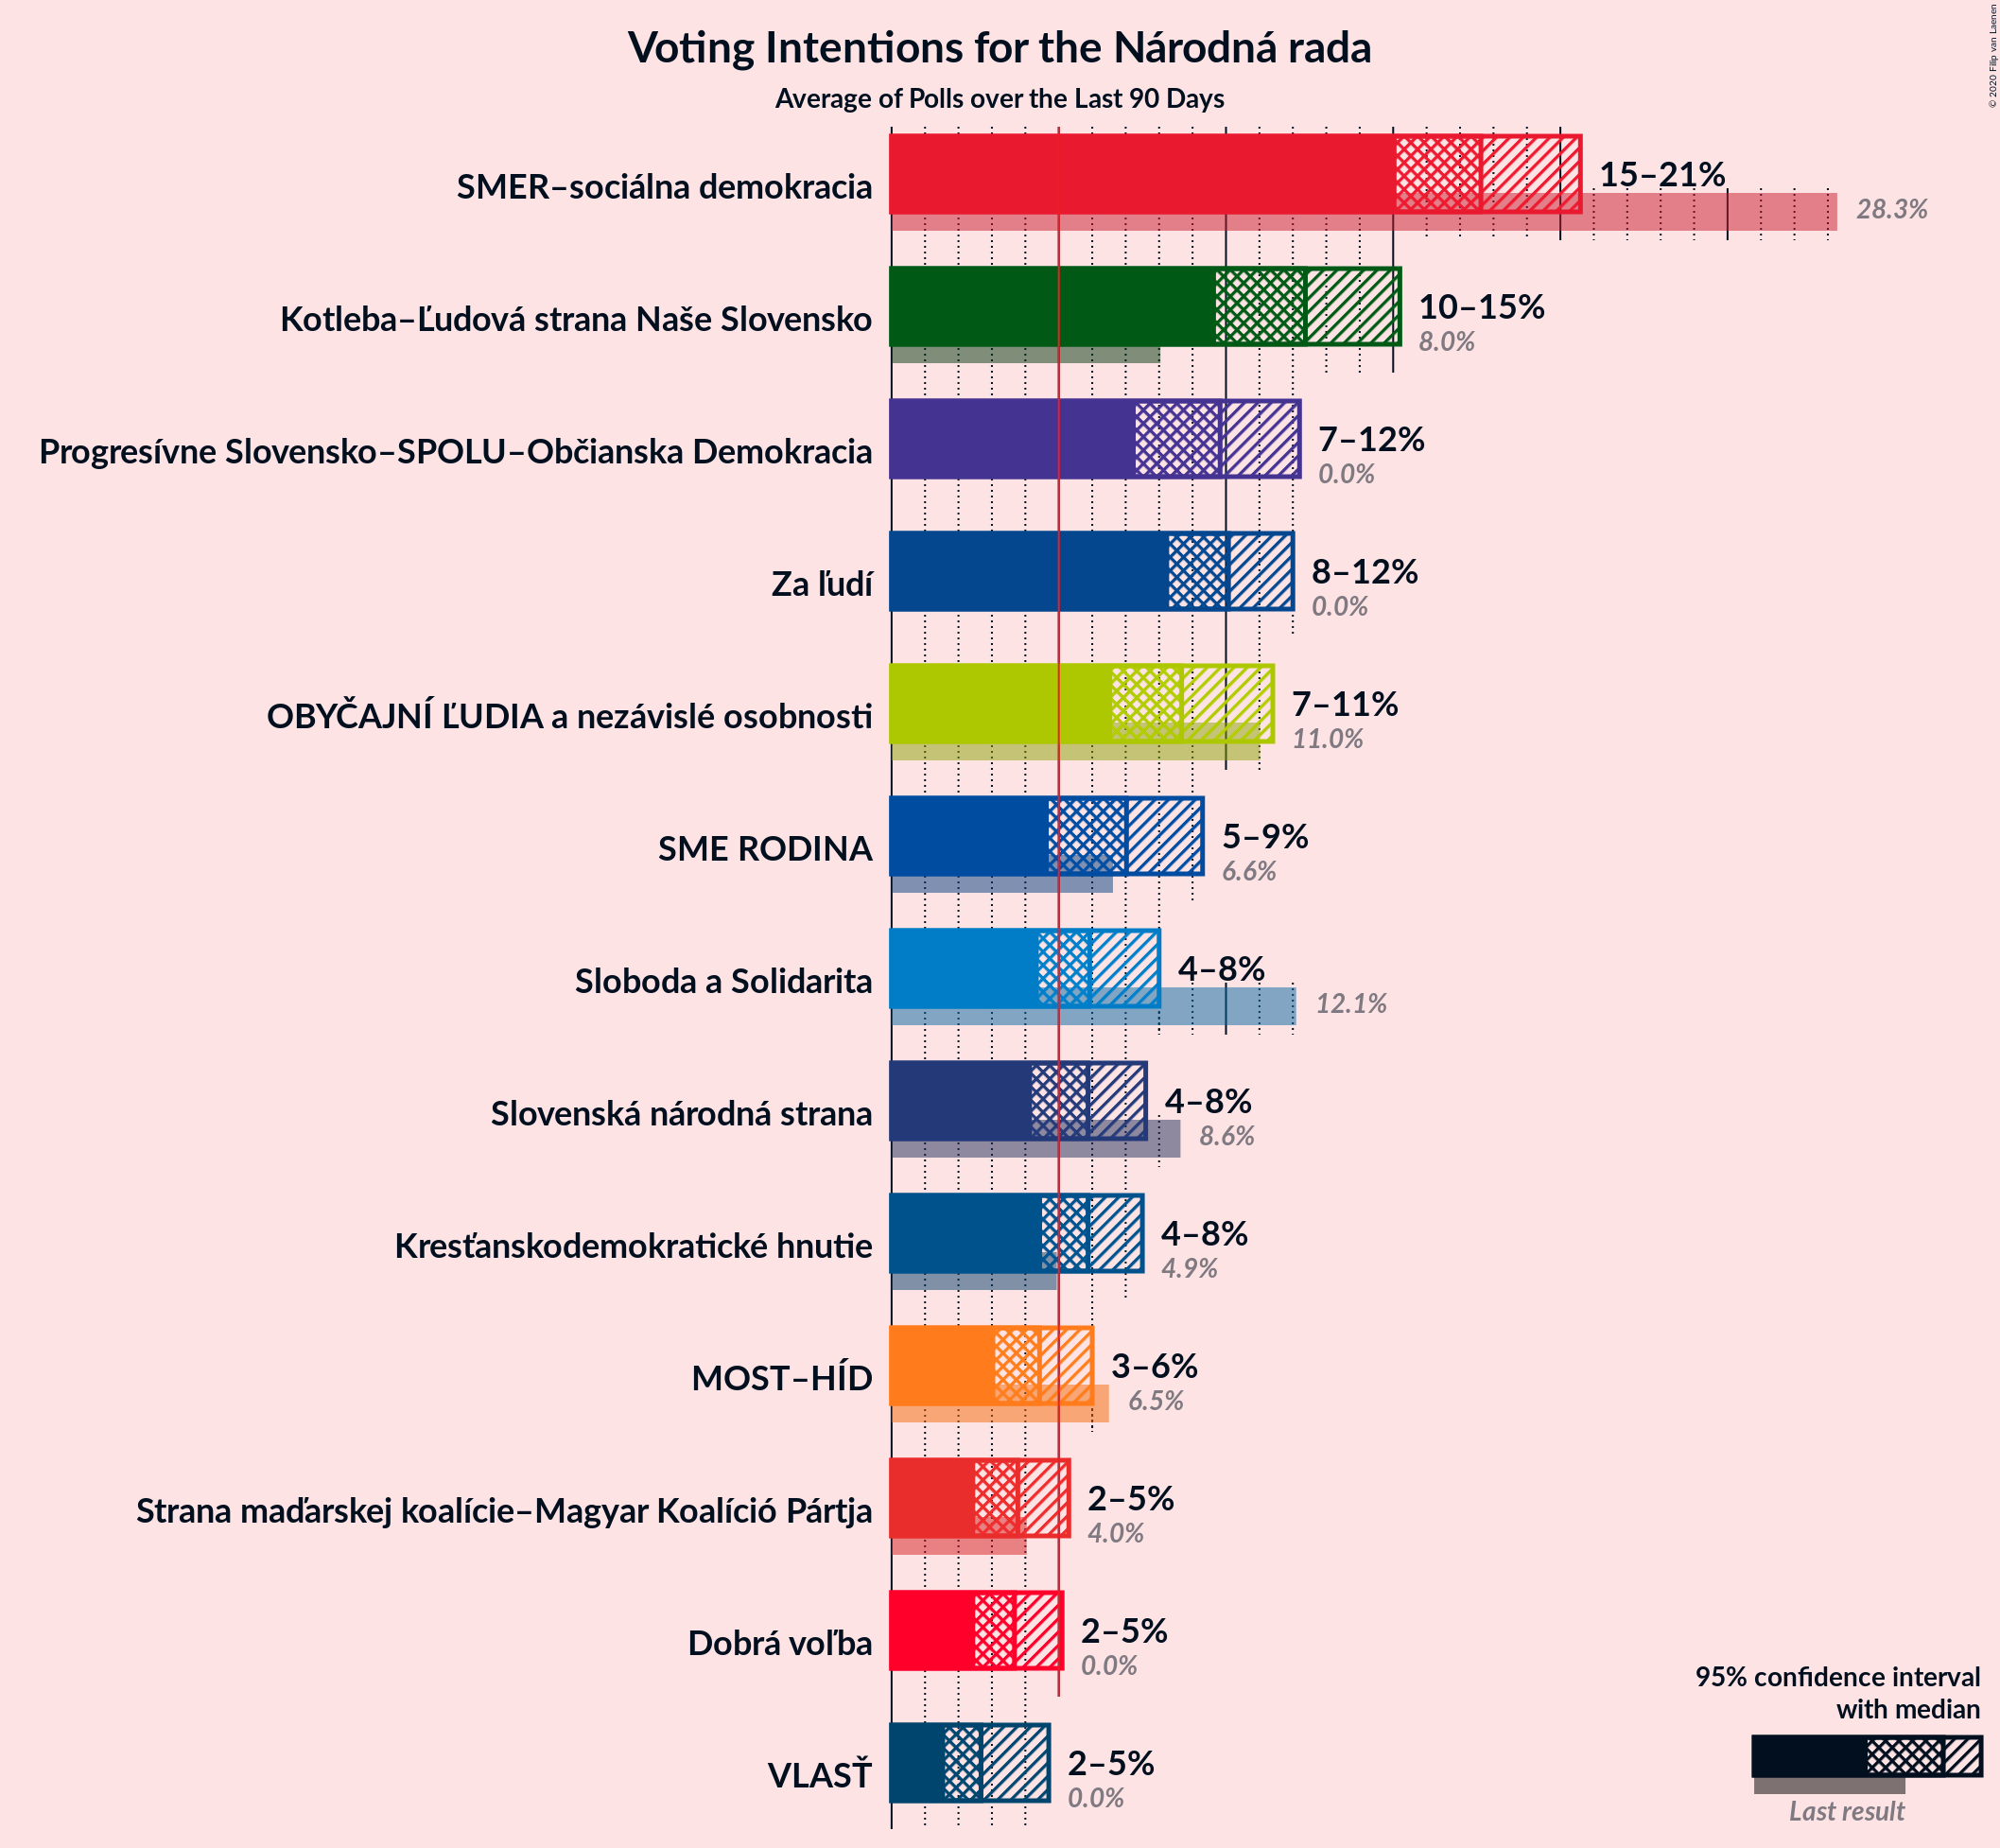 © 2020 Filip van Laenen
Voting Intentions for the Národná rada
Average of Polls over the Last 90 Days
SMER–sociálna demokracia
15–21%
28.3%
Kotleba–Ľudová strana Naše Slovensko
10–15%
8.0%
Progresívne Slovensko–SPOLU–Občianska Demokracia
7–12%
0.0%
Za ľudí
8–12%
0.0%
OBYČAJNÍ ĽUDIA a nezávislé osobnosti
7–11%
11.0%
SME RODINA
5–9%
6.6%
Sloboda a Solidarita
4–8%
12.1%
Slovenská národná strana
4–8%
8.6%
Kresťanskodemokratické hnutie
4–8%
4.9%
MOST–HÍD
3–6%
6.5%
Strana maďarskej koalície–Magyar Koalíció Pártja
2–5%
4.0%
Dobrá voľba
2–5%
0.0%
VLASŤ
2–5%
0.0%
95% confidence interval
with median
Last result